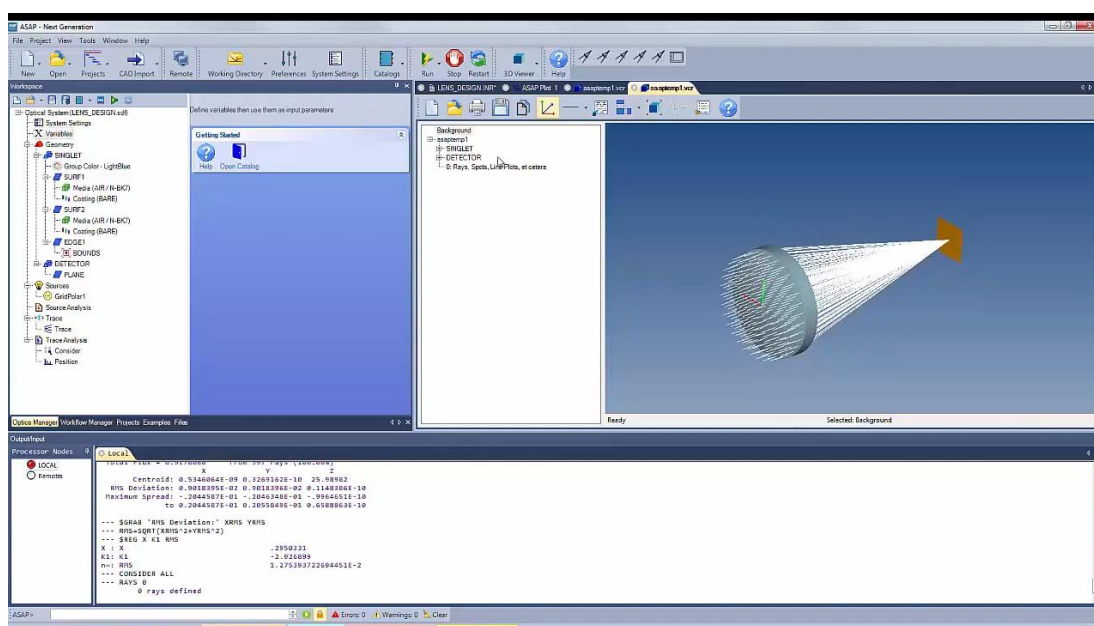 ASAP - Next Generation
File Project View Tools Window Help
New Open Projects CAD Import Remote Working Directory Preferences System Settings Catalogs Run Stop Restart 3D Viewer Help
Workspace
LENS_DESIGN.INR* ASAP Plot 1 asaptemp1.vcr asaptemp1.vcr
Optical System (LENS_DESIGN.sdf)
System Settings
Variables
Geometry
SINGLET
Group Color - LightBlue
SURF1
Media (AIR / N-BK7)
Coating (BARE)
SURF2
Media (AIR / N-BK7)
Coating (BARE)
EDGE1
BOUNDS
DETECTOR
PLANE
Sources
GridPolar1
Source Analysis
Trace
Trace
Trace Analysis
Consider
Position
Define variables then use them as input parameters
Getting Started
Help Open Catalog
Background
asaptemp1
SINGLET
DETECTOR
0: Rays, Spots, Line Plots, et cetera
Ready Selected: Background
Optics Manager Workflow Manager Projects Examples Files
Output/Input
Processor Nodes
LOCAL
Remotes
Local
X Y Z
Centroid: 0.5346064E-09 0.3269162E-10 25.98982
RMS Deviation: 0.9018395E-02 0.9018396E-02 0.1148386E-10
Maximum Spread: -.2044587E-01 -.2046348E-01 -.9964651E-10
to 0.2044587E-01 0.2055849E-01 0.6588863E-10
--- $GRAB 'RMS Deviation:' XRMS YRMS
--- RMS=SQRT(XRMS^2+YRMS^2)
--- $REG X K1 RMS
X : X .2950331
K1: K1 -2.926899
RMS 1.275393722694451E-2
--- CONSIDER ALL
--- RAYS 0
0 rays defined
ASAP> Errors: 0 Warnings: 0 Clear